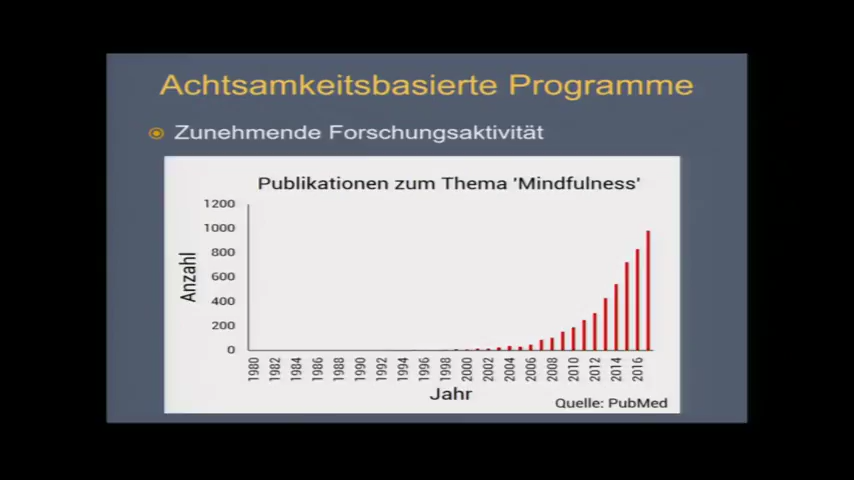 Achtsamkeitsbasierte Programme
Zunehmende Forschungsaktivität
Publikationen zum Thema 'Mindfulness'
1200
1000
800
600
400
200
0
Anzahl
1980 1982 1984 1986 1988 1990 1992 1994 1996 1998 2000 2002 2004 2006 2008 2010 2012 2014 2016
Jahr
Quelle: PubMed